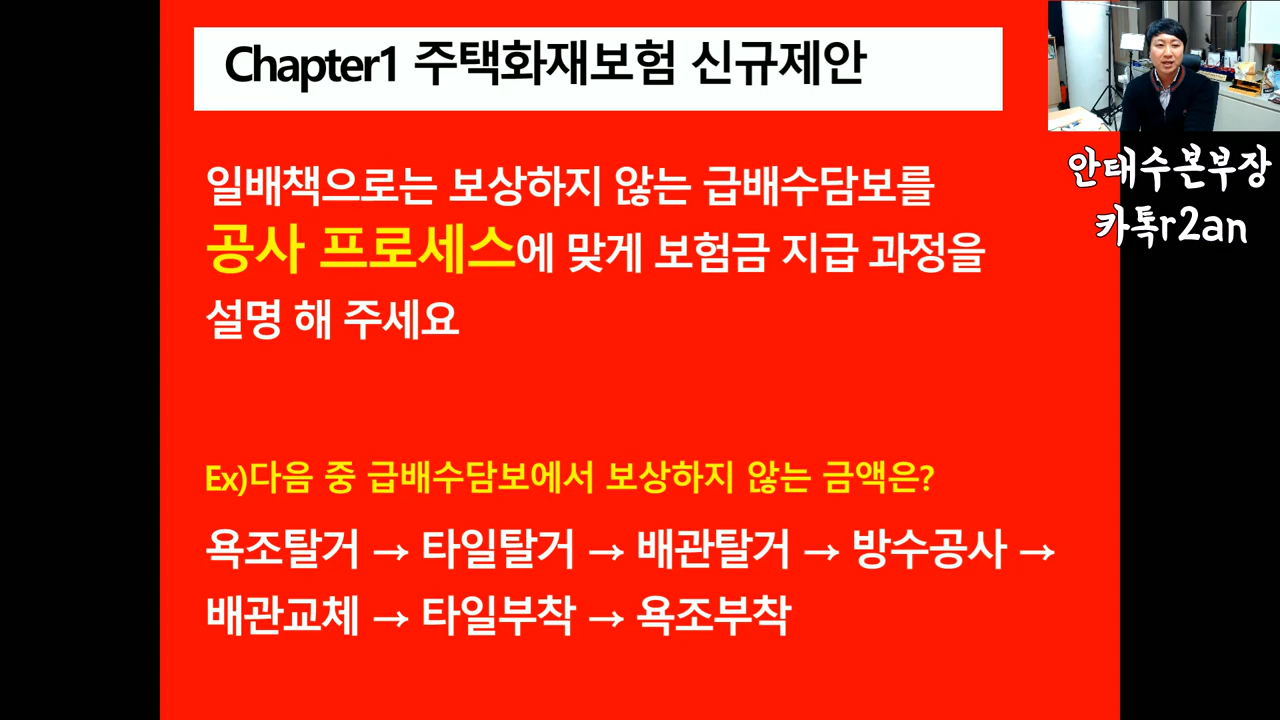 Chapter1 주택화재보험 신규제안
일배책으로는 보상하지 않는 급배수담보를
공사 프로세스에 맞게 보험금 지급 과정을
설명 해 주세요
Ex)다음 중 급배수담보에서 보상하지 않는 금액은?
욕조탈거 → 타일탈거 → 배관탈거 → 방수공사 →
배관교체 → 타일부착 → 욕조부착
안태수본부장
카톡r2an